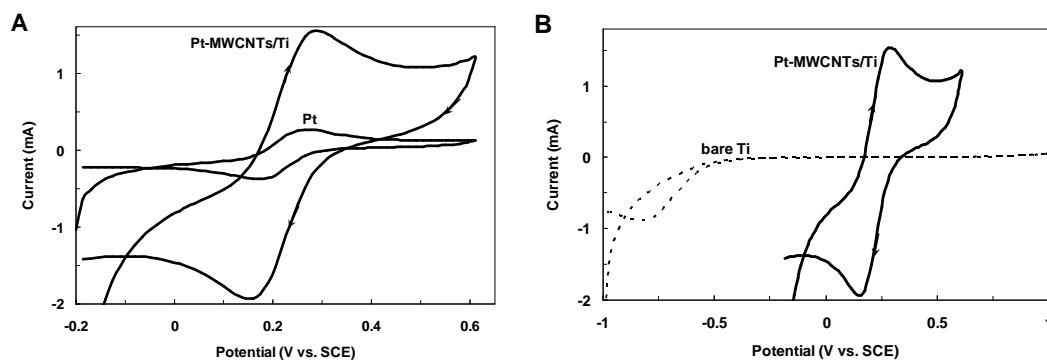 A
Pt-MWCNTs/Ti
Pt
1
0
-1
-2
-0.2
0
0.2
0.4
0.6
Current (mA)
Potential (V vs. SCE)
B
Pt-MWCNTs/Ti
bare Ti
1
0
-1
-2
-1
-0.5
0
0.5
1
Current (mA)
Potential (V vs. SCE)